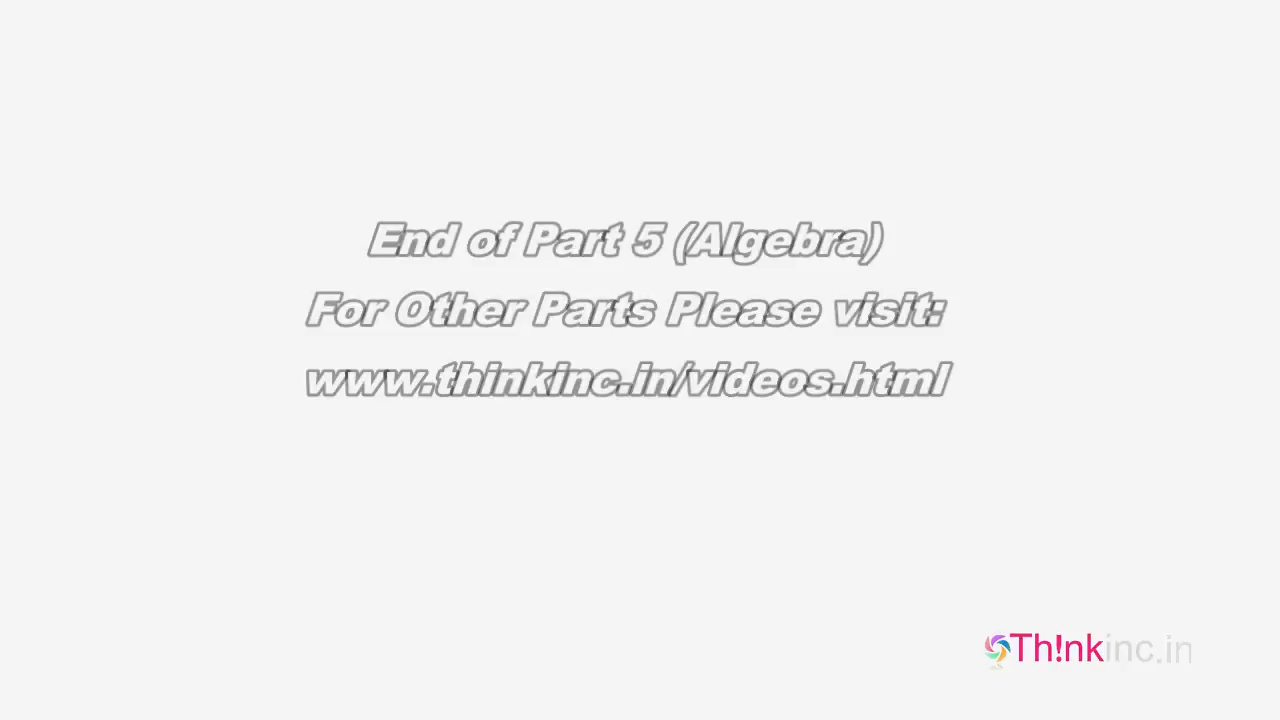 End of Part 5 (Algebra)
For Other Parts Please visit:
www.thinkinc.in/videos.html
Th!nkinc.in